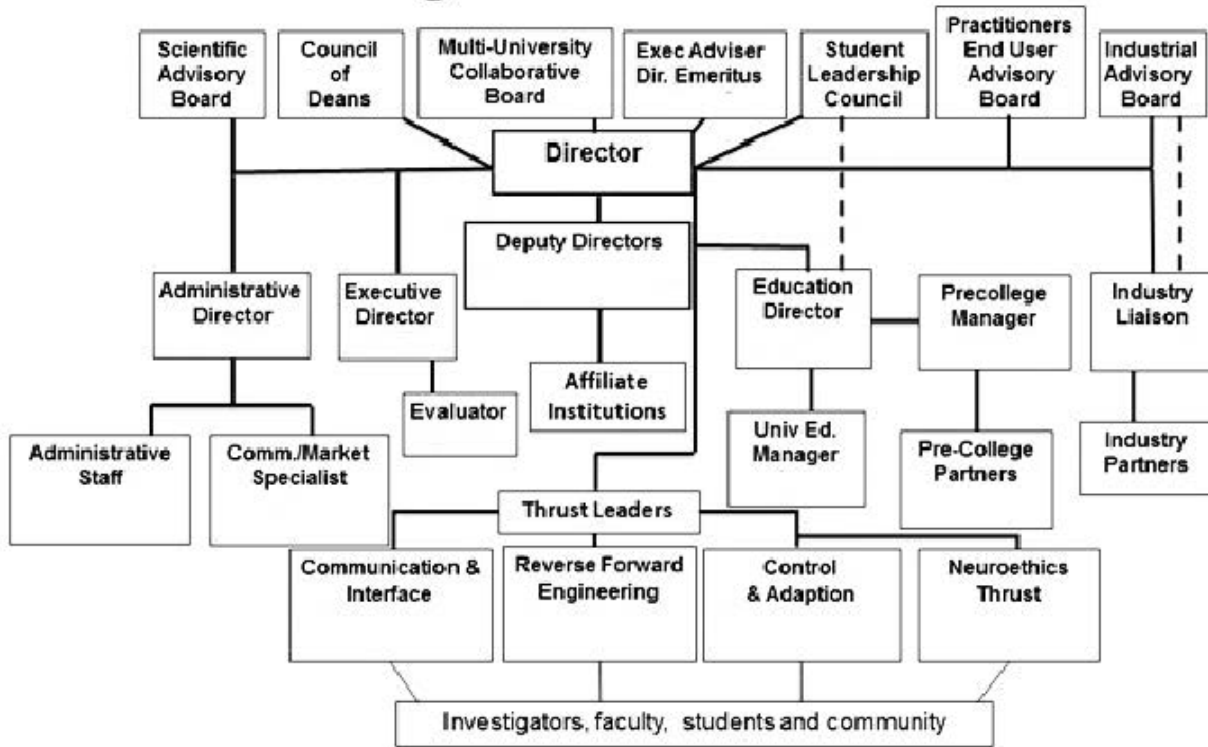 Scientific
Advisory
Board
Council
of
Deans
Multi-University
Collaborative
Board
Exec Adviser
Dir. Emeritus
Student
Leadership
Council
Practitioners
End User
Advisory
Board
Industrial
Advisory
Board
Director
Deputy Directors
Administrative
Director
Executive
Director
Education
Director
Precollege
Manager
Industry
Liaison
Evaluator
Affiliate
Institutions
Administrative
Staff
Comm./Market
Specialist
Univ Ed.
Manager
Pre-College
Partners
Industry
Partners
Thrust Leaders
Communication &
Interface
Reverse Forward
Engineering
Control
& Adaption
Neuroethics
Thrust
Investigators, faculty, students and community